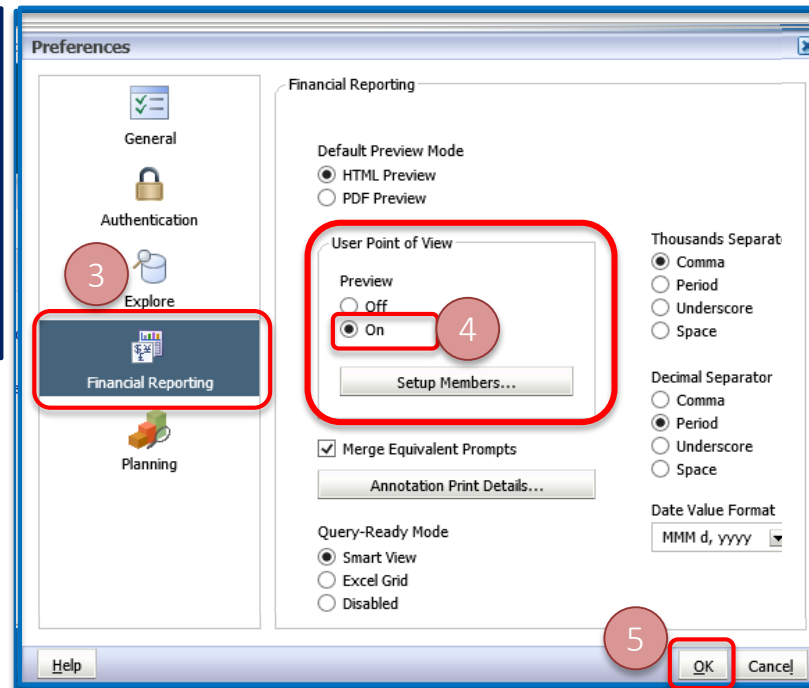 Preferences
General
Authentication
3
Explore
Financial Reporting
Planning
Financial Reporting
Default Preview Mode
HTML Preview
PDF Preview
User Point of View
Preview
Off
On
4
Setup Members...
Merge Equivalent Prompts
Annotation Print Details...
Query-Ready Mode
Smart View
Excel Grid
Disabled
Thousands Separat
Comma
Period
Underscore
Space
Decimal Separator
Comma
Period
Underscore
Space
Date Value Format
MMM d, yyyy
5
Help
OK
Cancel